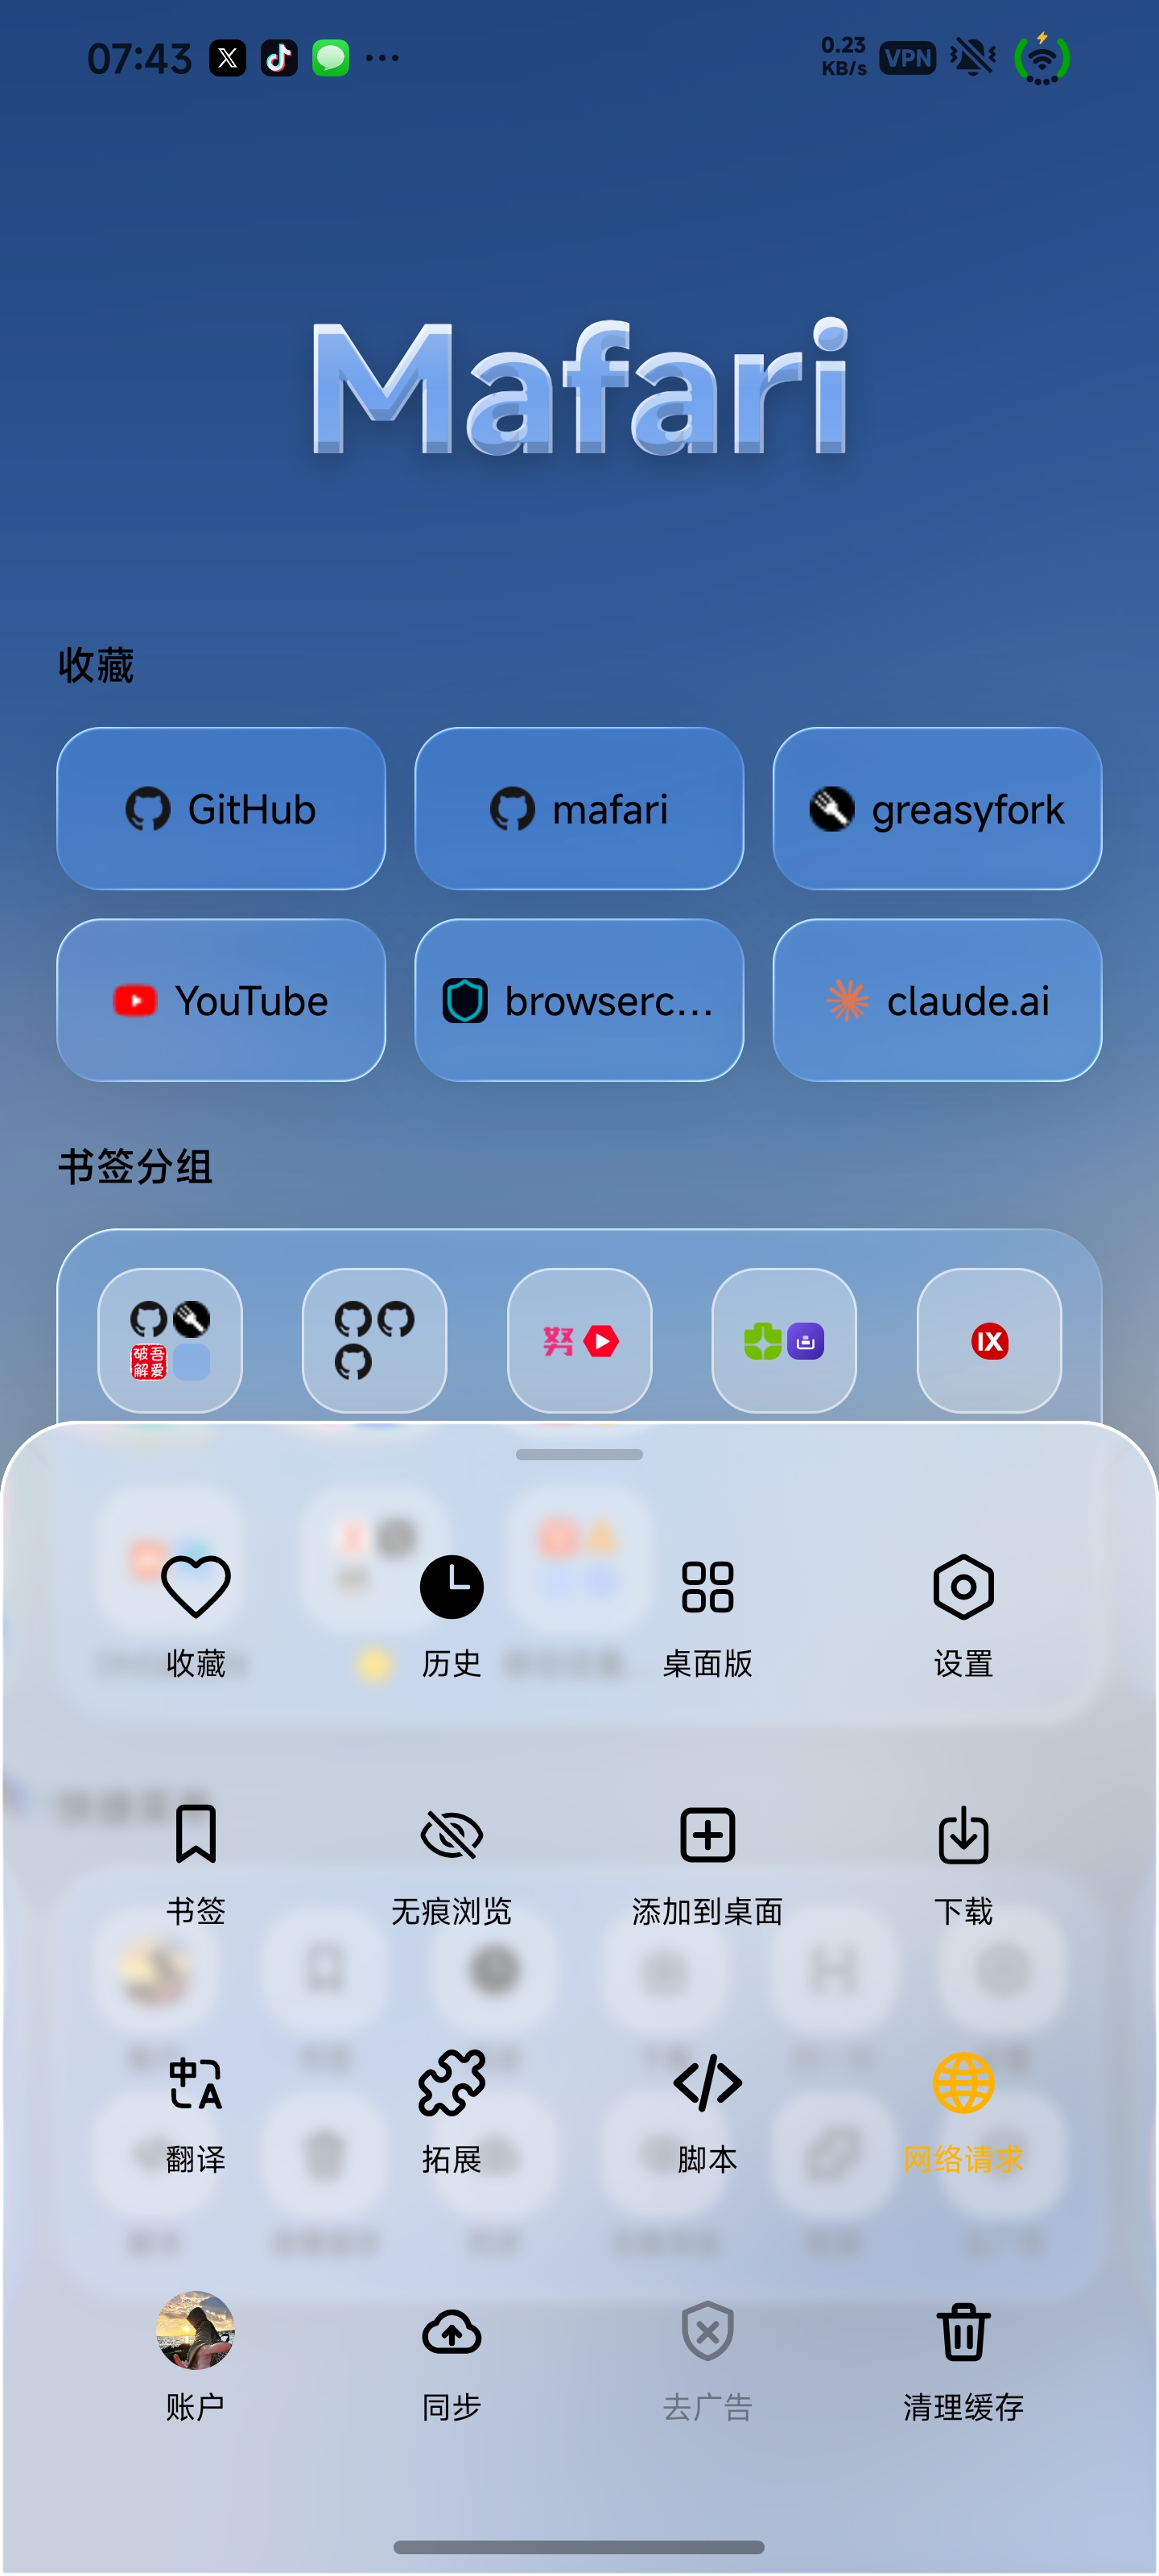 07:43
0.23
KB/s
VPN
Mafari
收藏
GitHub
mafari
greasyfork
YouTube
browserc...
claude.ai
书签分组
吾爱
破解
努
IX
收藏
历史
桌面版
设置
书签
无痕浏览
添加到桌面
下载
中
A
翻译
拓展
脚本
网络请求
账户
同步
去广告
清理缓存